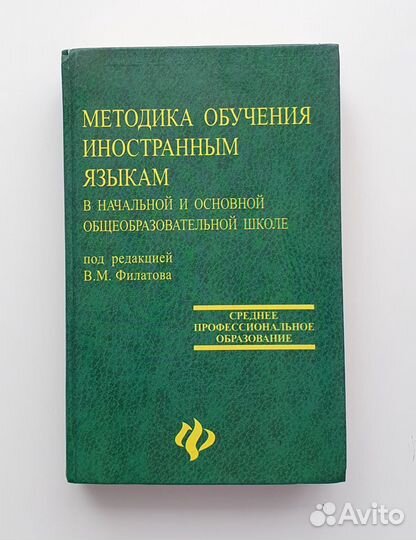 МЕТОДИКА ОБУЧЕНИЯ
ИНОСТРАННЫМ
ЯЗЫКАМ
В НАЧАЛЬНОЙ И ОСНОВНОЙ
ОБЩЕОБРАЗОВАТЕЛЬНОЙ ШКОЛЕ
под редакцией
В.М. Филатова
СРЕДНЕЕ
ПРОФЕССИОНАЛЬНОЕ
ОБРАЗОВАНИЕ
Avito